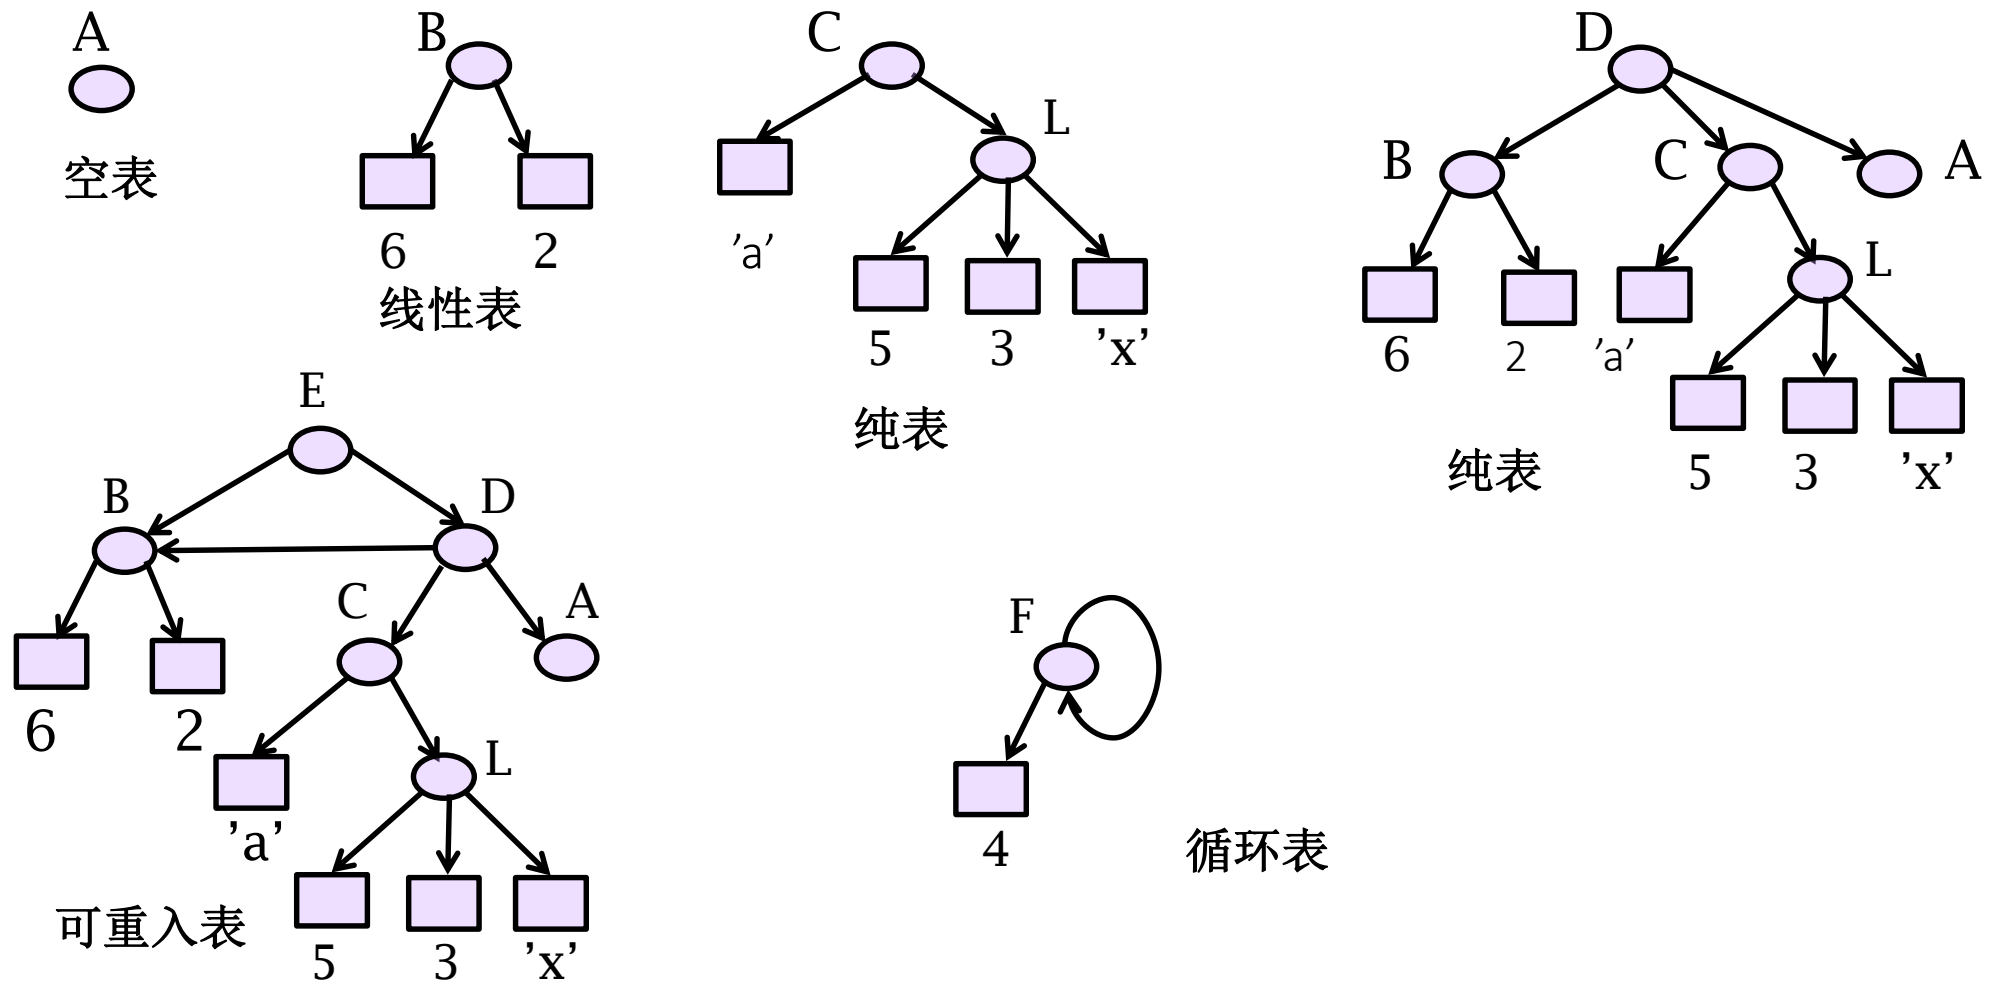 A
空表
B
6 2
线性表
C
L
'a'
5 3 'x'
纯表
D
B C A
L
6 2 'a'
5 3 'x'
纯表
E
B D
C A
6 2
L
'a'
5 3 'x'
可重入表
F
4
循环表